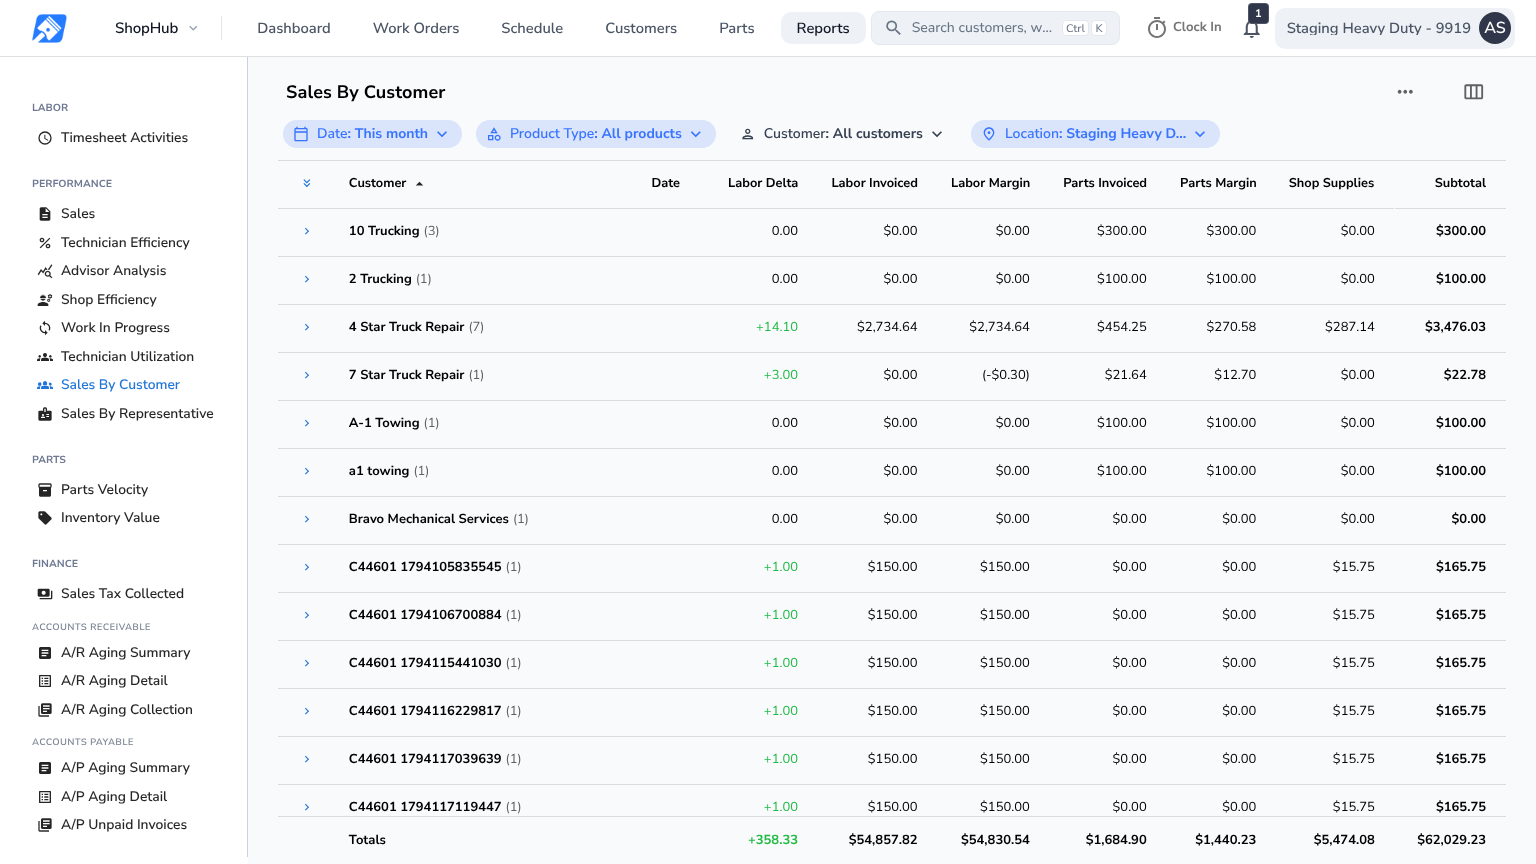 ShopHub Dashboard Work Orders Schedule Customers Parts Reports Search customers, w... Ctrl K Clock In 1 Staging Heavy Duty - 9919 AS
LABOR
Timesheet Activities
PERFORMANCE
Sales
Technician Efficiency
Advisor Analysis
Shop Efficiency
Work In Progress
Technician Utilization
Sales By Customer
Sales By Representative
PARTS
Parts Velocity
Inventory Value
FINANCE
Sales Tax Collected
ACCOUNTS RECEIVABLE
A/R Aging Summary
A/R Aging Detail
A/R Aging Collection
ACCOUNTS PAYABLE
A/P Aging Summary
A/P Aging Detail
A/P Unpaid Invoices
Sales By Customer
Date: This month Product Type: All products Customer: All customers Location: Staging Heavy D...
Customer Date Labor Delta Labor Invoiced Labor Margin Parts Invoiced Parts Margin Shop Supplies Subtotal
10 Trucking (3) 0.00 $0.00 $0.00 $300.00 $300.00 $0.00 $300.00
2 Trucking (1) 0.00 $0.00 $0.00 $100.00 $100.00 $0.00 $100.00
4 Star Truck Repair (7) +14.10 $2,734.64 $2,734.64 $454.25 $270.58 $287.14 $3,476.03
7 Star Truck Repair (1) +3.00 $0.00 (-$0.30) $21.64 $12.70 $0.00 $22.78
A-1 Towing (1) 0.00 $0.00 $0.00 $100.00 $100.00 $0.00 $100.00
a1 towing (1) 0.00 $0.00 $0.00 $100.00 $100.00 $0.00 $100.00
Bravo Mechanical Services (1) 0.00 $0.00 $0.00 $0.00 $0.00 $0.00 $0.00
C44601 1794105835545 (1) +1.00 $150.00 $150.00 $0.00 $0.00 $15.75 $165.75
C44601 1794106700884 (1) +1.00 $150.00 $150.00 $0.00 $0.00 $15.75 $165.75
C44601 1794115441030 (1) +1.00 $150.00 $150.00 $0.00 $0.00 $15.75 $165.75
C44601 1794116229817 (1) +1.00 $150.00 $150.00 $0.00 $0.00 $15.75 $165.75
C44601 1794117039639 (1) +1.00 $150.00 $150.00 $0.00 $0.00 $15.75 $165.75
C44601 1794117119447 (1) +1.00 $150.00 $150.00 $0.00 $0.00 $15.75 $165.75
Totals +358.33 $54,857.82 $54,830.54 $1,684.90 $1,440.23 $5,474.08 $62,029.23